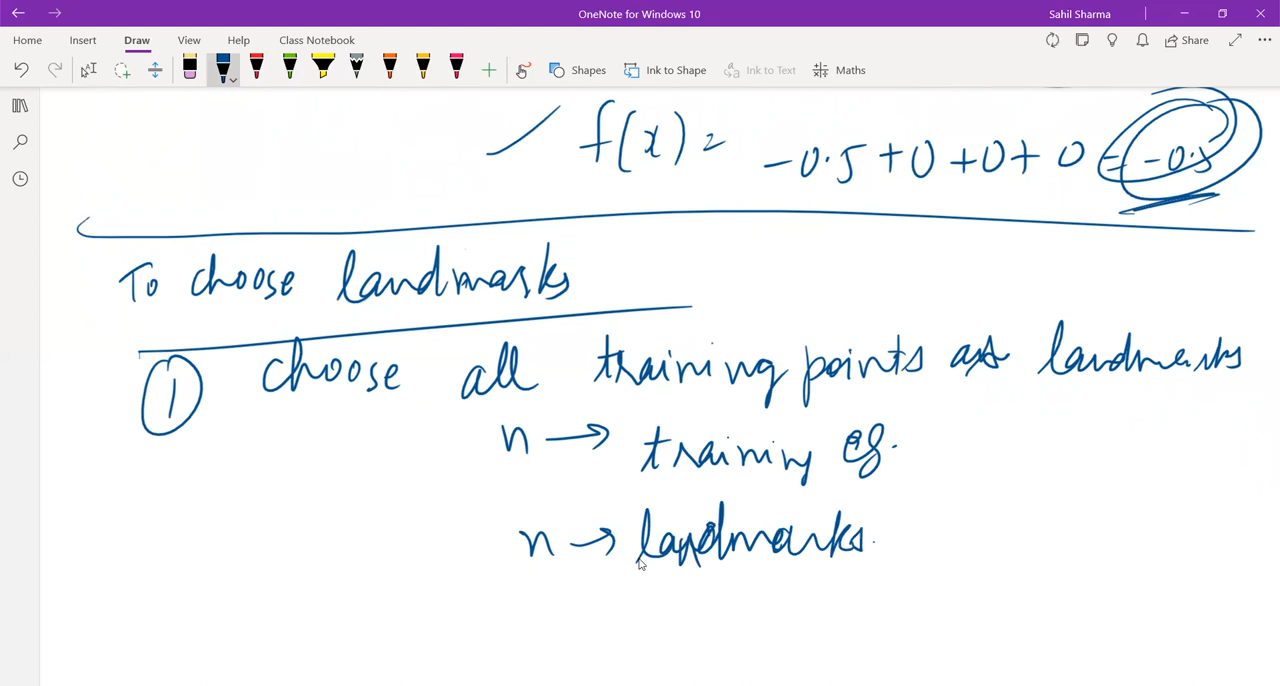 OneNote for Windows 10
Sahil Sharma
Home Insert Draw View Help Class Notebook
Share
Shapes Ink to Shape Ink to Text Maths
f(x) = -0.5 + 0 + 0 + 0 = -0.5
To choose landmarks
1 choose all training points as landmarks
n → training eg.
n → landmarks.